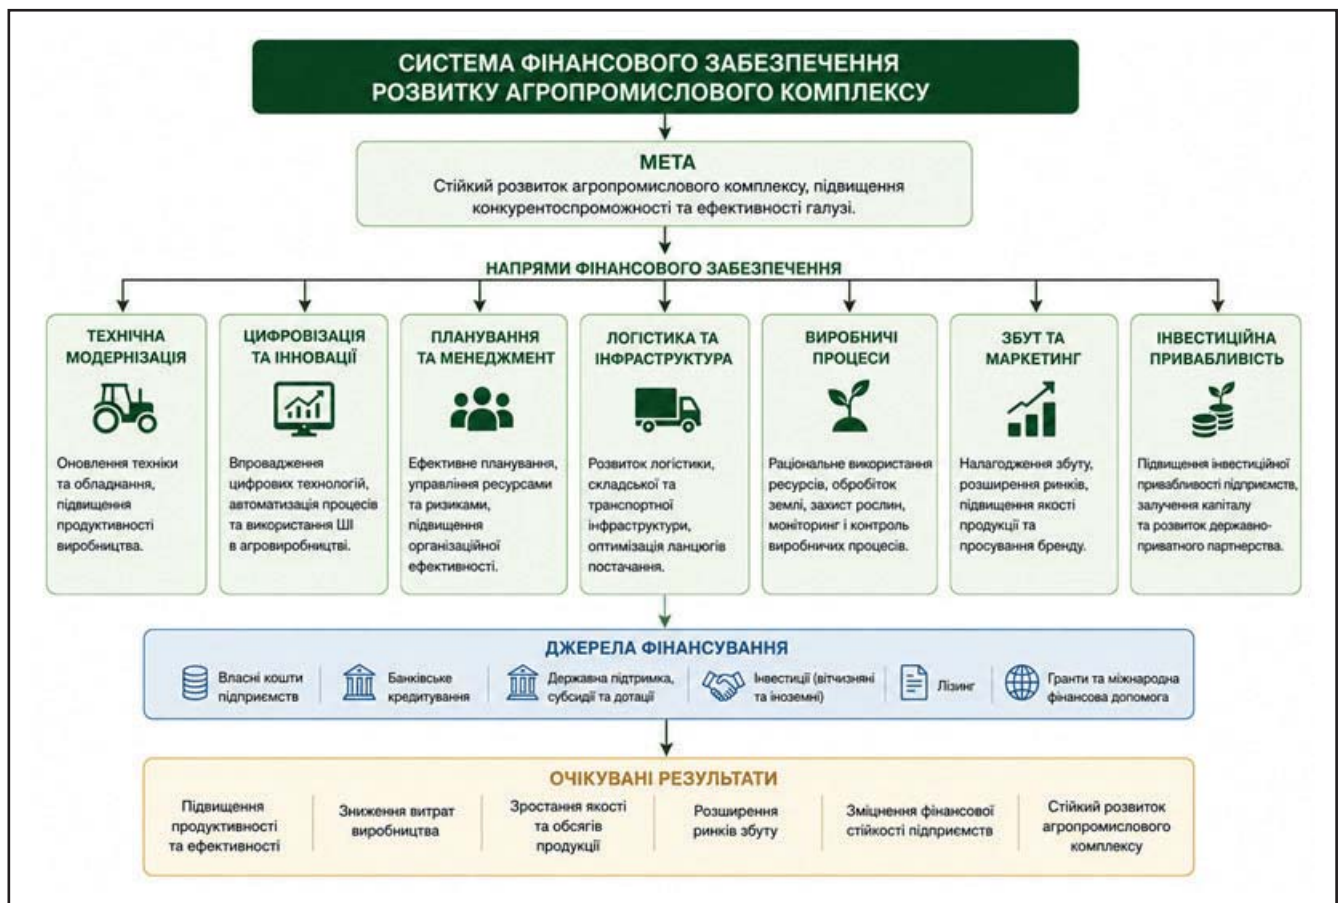 СИСТЕМА ФІНАНСОВОГО ЗАБЕЗПЕЧЕННЯ
РОЗВИТКУ АГРОПРОМИСЛОВОГО КОМПЛЕКСУ
МЕТА
Стійкий розвиток агропромислового комплексу, підвищення
конкурентоспроможності та ефективності галузі.
НАПРЯМИ ФІНАНСОВОГО ЗАБЕЗПЕЧЕННЯ
ТЕХНІЧНА
МОДЕРНІЗАЦІЯ
Оновлення техніки
та обладнання,
підвищення
продуктивності
виробництва.
ЦИФРОВІЗАЦІЯ
ТА ІННОВАЦІЇ
Впровадження
цифрових технологій,
автоматизація процесів
та використання ШІ
в агровиробництві.
ПЛАНУВАННЯ
ТА МЕНЕДЖМЕНТ
Ефективне планування,
управління ресурсами
та ризиками,
підвищення
організаційної
ефективності.
ЛОГІСТИКА ТА
ІНФРАСТРУКТУРА
Розвиток логістики,
складської та
транспортної
інфраструктури,
оптимізація ланцюгів
постачання.
ВИРОБНИЧІ
ПРОЦЕСИ
Раціональне використання
ресурсів, обробіток
землі, захист рослин,
моніторинг і контроль
виробничих процесів.
ЗБУТ ТА
МАРКЕТИНГ
Налагодження збуту,
розширення ринків,
підвищення якості
продукції та
просування бренду.
ІНВЕСТИЦІЙНА
ПРИВАБЛИВІСТЬ
Підвищення інвестиційної
привабливості підприємств,
залучення капіталу
та розвиток державно-
приватного партнерства.
ДЖЕРЕЛА ФІНАНСУВАННЯ
Власні кошти
підприємств
Банківське
кредитування
Державна підтримка,
субсидії та дотації
Інвестиції (вітчизняні
та іноземні)
Лізинг
Гранти та міжнародна
фінансова допомога
ОЧІКУВАНІ РЕЗУЛЬТАТИ
Підвищення
продуктивності
та ефективності
Зниження витрат
виробництва
Зростання якості
та обсягів
продукції
Розширення
ринків збуту
Зміцнення фінансової
стійкості підприємств
Стійкий розвиток
агропромислового
комплексу